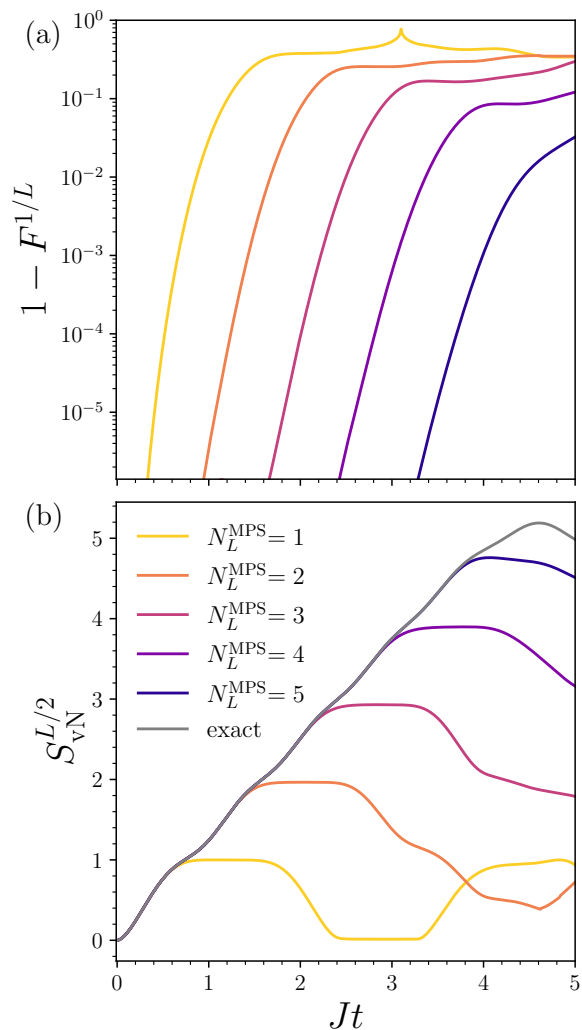 (a)
10⁰
10⁻¹
10⁻²
10⁻³
10⁻⁴
10⁻⁵
1 − F^{1/L}
(b)
N_L^{MPS} = 1
N_L^{MPS} = 2
N_L^{MPS} = 3
N_L^{MPS} = 4
N_L^{MPS} = 5
exact
5
4
3
2
1
0
S_{vN}^{L/2}
0 1 2 3 4 5
Jt